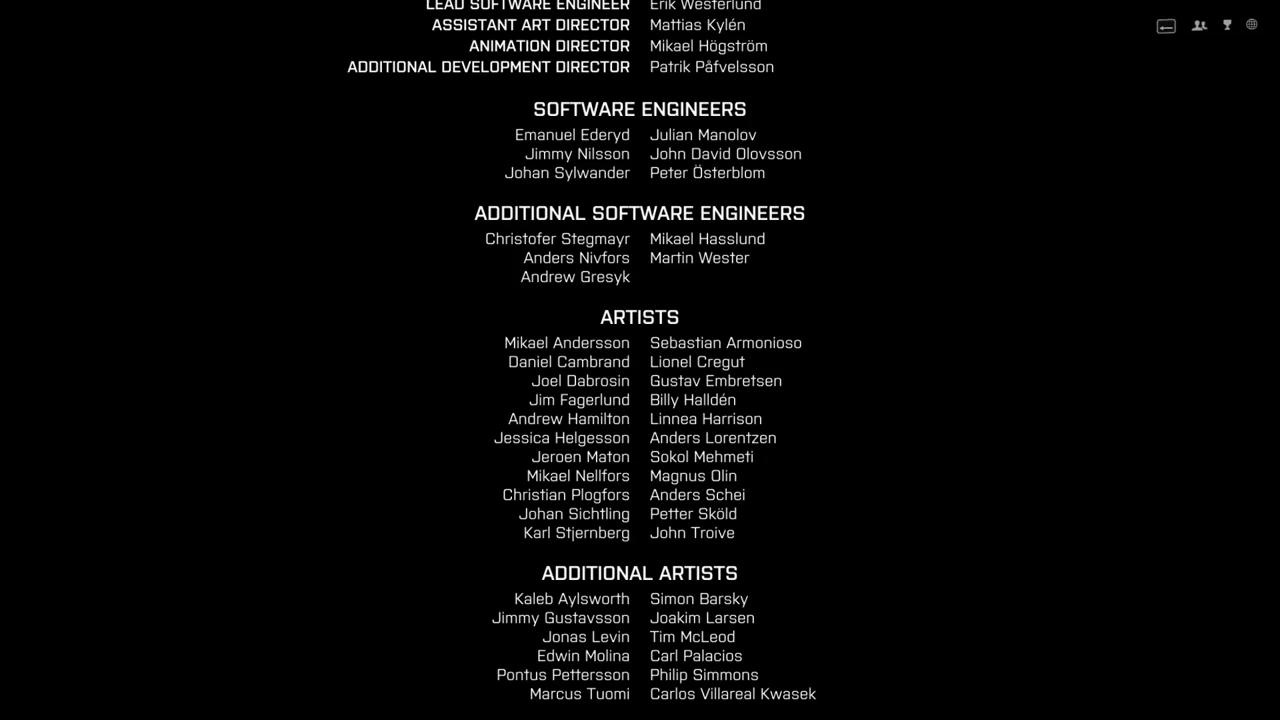 LEAD SOFTWARE ENGINEER Erik Westerlund
ASSISTANT ART DIRECTOR Mattias Kylén
ANIMATION DIRECTOR Mikael Högström
ADDITIONAL DEVELOPMENT DIRECTOR Patrik Påfvelsson
SOFTWARE ENGINEERS
Emanuel Ederyd Julian Manolov
Jimmy Nilsson John David Olovsson
Johan Sylwander Peter Österblom
ADDITIONAL SOFTWARE ENGINEERS
Christofer Stegmayr Mikael Hasslund
Anders Nivfors Martin Wester
Andrew Gresyk
ARTISTS
Mikael Andersson Sebastian Armonioso
Daniel Cambrand Lionel Cregut
Joel Dabrosin Gustav Embretsen
Jim Fagerlund Billy Halldén
Andrew Hamilton Linnea Harrison
Jessica Helgesson Anders Lorentzen
Jeroen Maton Sokol Mehmeti
Mikael Nellfors Magnus Olin
Christian Plogfors Anders Schei
Johan Sichtling Petter Sköld
Karl Stjernberg John Troive
ADDITIONAL ARTISTS
Kaleb Aylsworth Simon Barsky
Jimmy Gustavsson Joakim Larsen
Jonas Levin Tim McLeod
Edwin Molina Carl Palacios
Pontus Pettersson Philip Simmons
Marcus Tuomi Carlos Villareal Kwasek